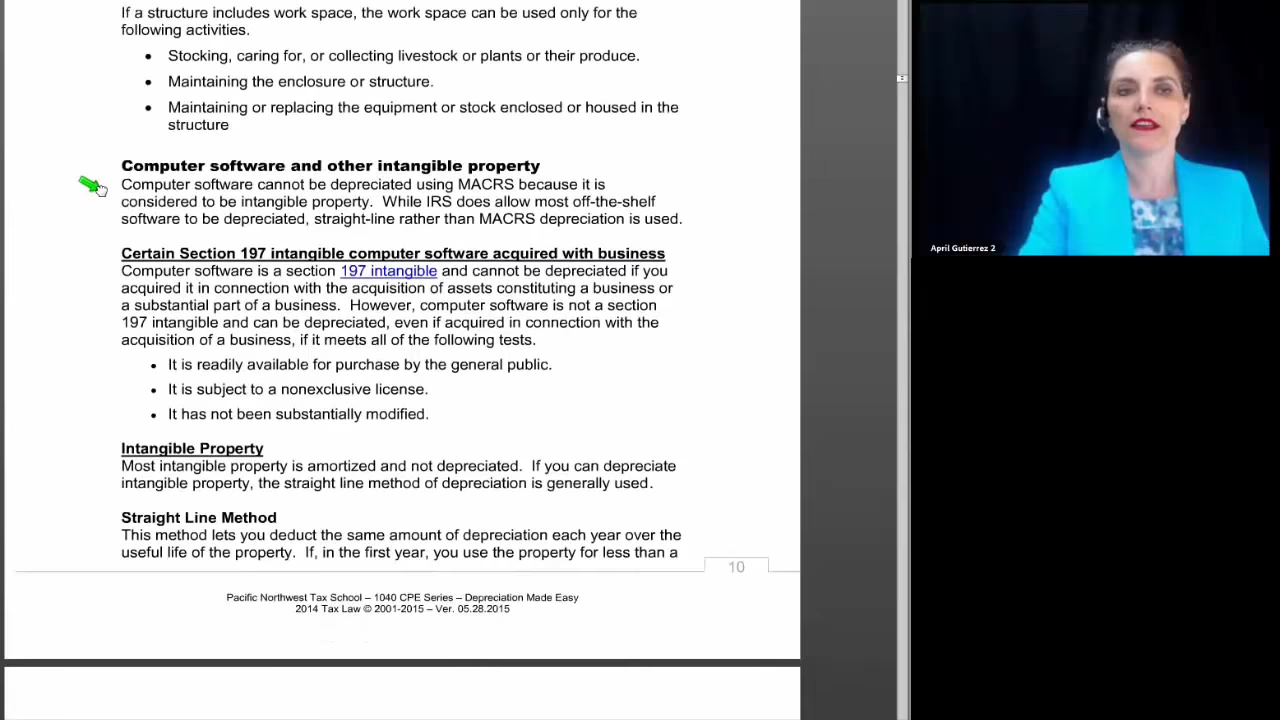 If a structure includes work space, the work space can be used only for the
following activities.
• Stocking, caring for, or collecting livestock or plants or their produce.
• Maintaining the enclosure or structure.
• Maintaining or replacing the equipment or stock enclosed or housed in the
structure
Computer software and other intangible property
Computer software cannot be depreciated using MACRS because it is
considered to be intangible property.  While IRS does allow most off-the-shelf
software to be depreciated, straight-line rather than MACRS depreciation is used.
Certain Section 197 intangible computer software acquired with business
Computer software is a section 197 intangible and cannot be depreciated if you
acquired it in connection with the acquisition of assets constituting a business or
a substantial part of a business.  However, computer software is not a section
197 intangible and can be depreciated, even if acquired in connection with the
acquisition of a business, if it meets all of the following tests.
• It is readily available for purchase by the general public.
• It is subject to a nonexclusive license.
• It has not been substantially modified.
Intangible Property
Most intangible property is amortized and not depreciated.  If you can depreciate
intangible property, the straight line method of depreciation is generally used.
Straight Line Method
This method lets you deduct the same amount of depreciation each year over the
useful life of the property.  If, in the first year, you use the property for less than a
10
Pacific Northwest Tax School – 1040 CPE Series – Depreciation Made Easy
2014 Tax Law © 2001-2015 – Ver. 05.28.2015
April Gutierrez 2